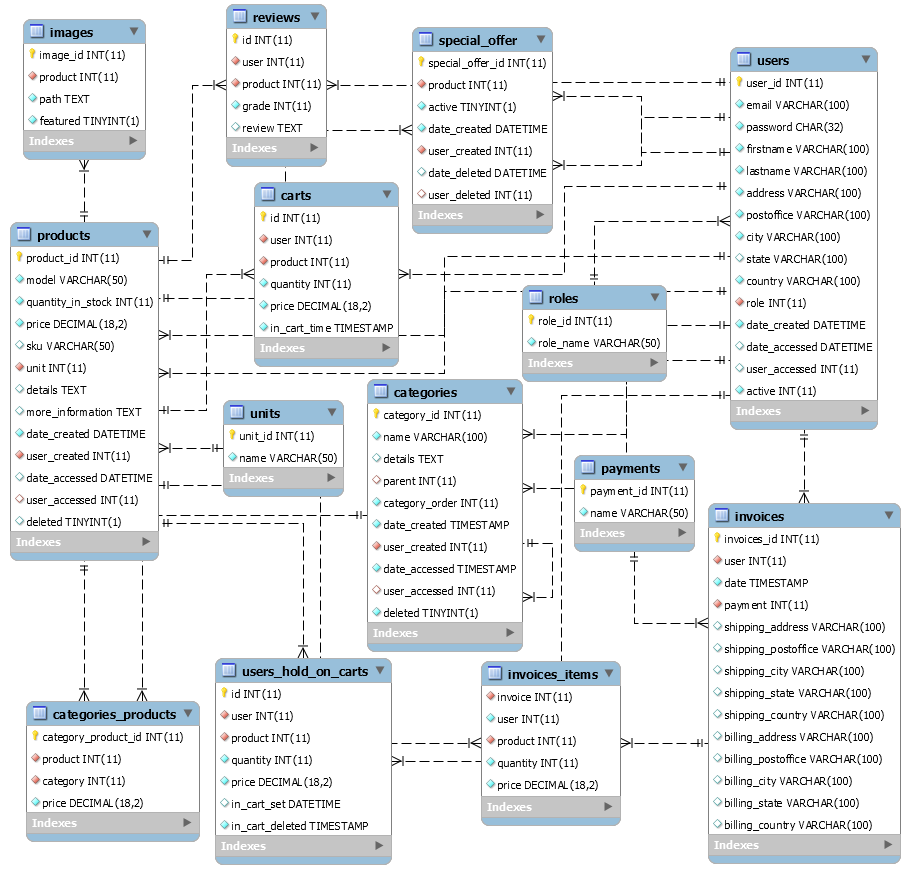 images
image_id INT(11)
product INT(11)
path TEXT
featured TINYINT(1)
Indexes
reviews
id INT(11)
user INT(11)
product INT(11)
grade INT(11)
review TEXT
Indexes
special_offer
special_offer_id INT(11)
product INT(11)
active TINYINT(1)
date_created DATETIME
user_created INT(11)
date_deleted DATETIME
user_deleted INT(11)
Indexes
users
user_id INT(11)
email VARCHAR(100)
password CHAR(32)
firstname VARCHAR(100)
lastname VARCHAR(100)
address VARCHAR(100)
postoffice VARCHAR(100)
city VARCHAR(100)
state VARCHAR(100)
country VARCHAR(100)
role INT(11)
date_created DATETIME
date_accessed DATETIME
user_accessed INT(11)
active INT(11)
Indexes
carts
id INT(11)
user INT(11)
product INT(11)
quantity INT(11)
price DECIMAL(18,2)
in_cart_time TIMESTAMP
Indexes
products
product_id INT(11)
model VARCHAR(50)
quantity_in_stock INT(11)
price DECIMAL(18,2)
sku VARCHAR(50)
unit INT(11)
details TEXT
more_information TEXT
date_created DATETIME
user_created INT(11)
date_accessed DATETIME
user_accessed INT(11)
deleted TINYINT(1)
Indexes
roles
role_id INT(11)
role_name VARCHAR(50)
Indexes
units
unit_id INT(11)
name VARCHAR(50)
Indexes
categories
category_id INT(11)
name VARCHAR(100)
details TEXT
parent INT(11)
category_order INT(11)
date_created TIMESTAMP
user_created INT(11)
date_accessed TIMESTAMP
user_accessed INT(11)
deleted TINYINT(1)
Indexes
payments
payment_id INT(11)
name VARCHAR(50)
Indexes
invoices
invoices_id INT(11)
user INT(11)
date TIMESTAMP
payment INT(11)
shipping_address VARCHAR(100)
shipping_postoffice VARCHAR(100)
shipping_city VARCHAR(100)
shipping_state VARCHAR(100)
shipping_country VARCHAR(100)
billing_address VARCHAR(100)
billing_postoffice VARCHAR(100)
billing_city VARCHAR(100)
billing_state VARCHAR(100)
billing_country VARCHAR(100)
Indexes
categories_products
category_product_id INT(11)
product INT(11)
category INT(11)
price DECIMAL(18,2)
Indexes
users_hold_on_carts
id INT(11)
user INT(11)
product INT(11)
quantity INT(11)
price DECIMAL(18,2)
in_cart_set DATETIME
in_cart_deleted TIMESTAMP
Indexes
invoices_items
invoice INT(11)
user INT(11)
product INT(11)
quantity INT(11)
price DECIMAL(18,2)
Indexes